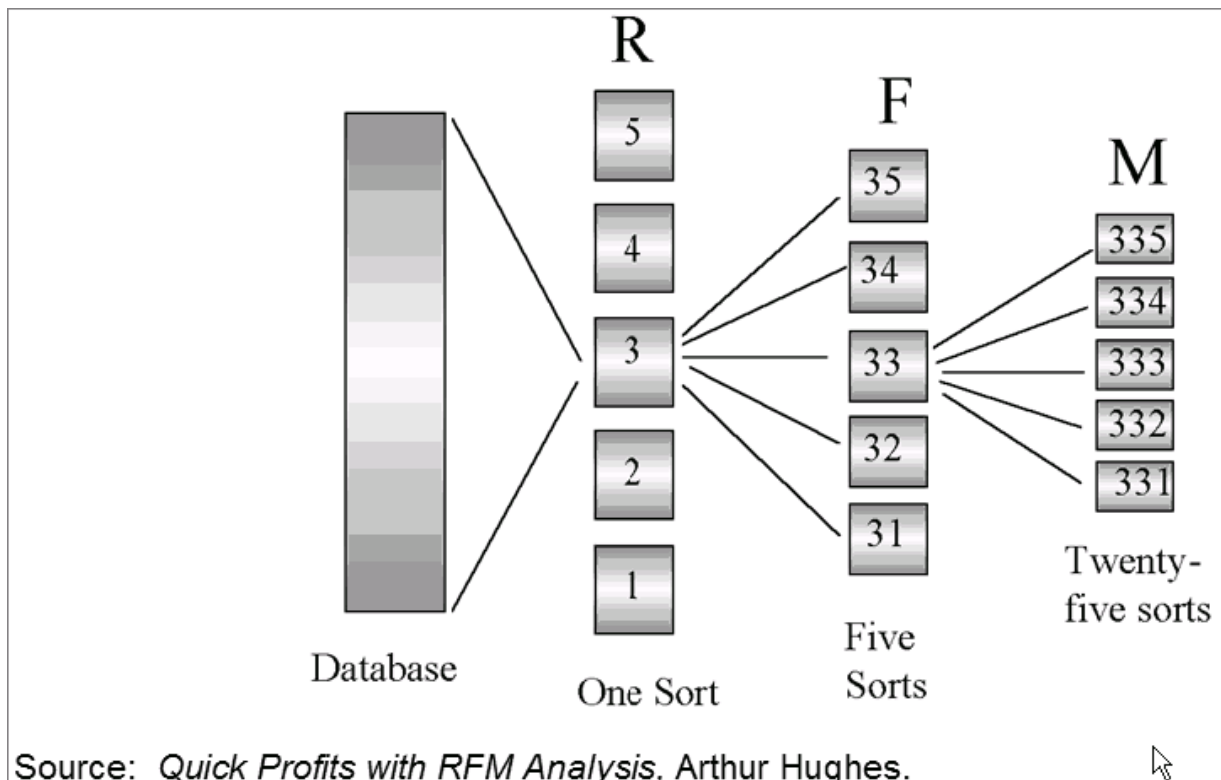 R
5
4
3
2
1
One Sort
F
35
34
33
32
31
Five
Sorts
M
335
334
333
332
331
Twenty-
five sorts
Database
Source: Quick Profits with RFM Analysis, Arthur Hughes.